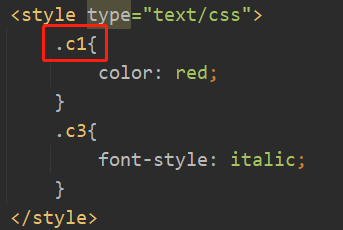 <style type="text/css">
    .c1{
        color: red;
    }
    .c3{
        font-style: italic;
    }
</style>